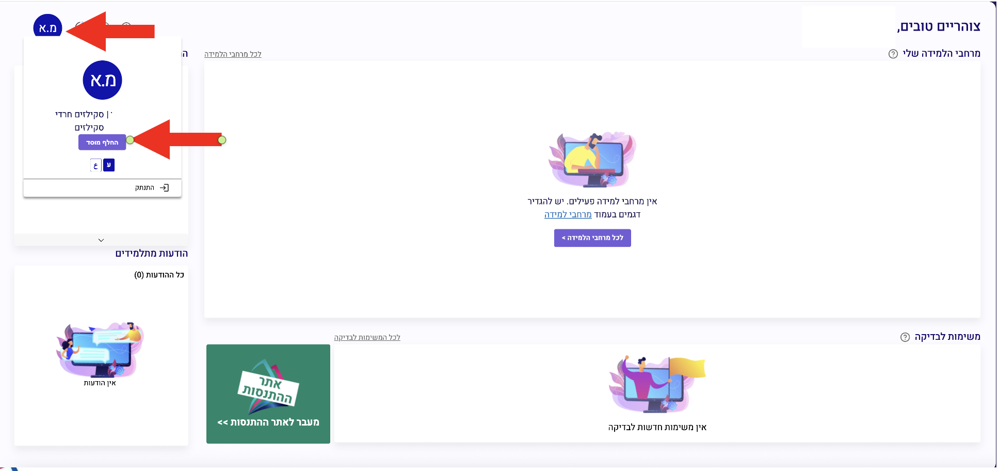 צוהריים טובים,
מ.א
מרחבי הלמידה שלי ?
לכל מרחבי הלמידה
מ.א
| סקילזים חרדי
סקילזים
החלף מוסד
ע ع
התנתק
אין מרחבי למידה פעילים. יש להגדיר
דגמים בעמוד מרחבי למידה
לכל מרחבי הלמידה >
הודעות מתלמידים
כל ההודעות (0)
אין הודעות
משימות לבדיקה ?
לכל המשימות לבדיקה
אין משימות חדשות לבדיקה
אתר
ההתנסות
מעבר לאתר ההתנסות >>